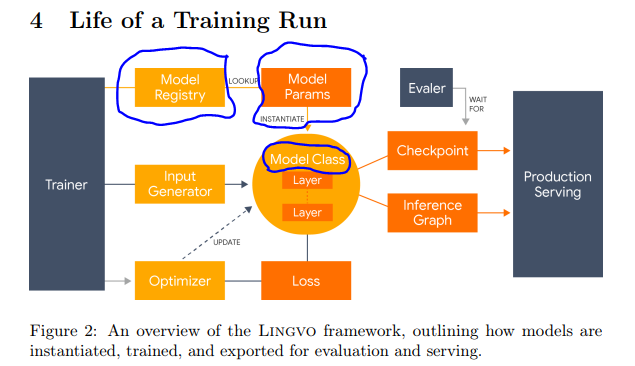 4 Life of a Training Run
Model
Registry
LOOKUP
Model
Params
INSTANTIATE
Evaler
WAIT
FOR
Trainer
Input
Generator
Model Class
Layer
Layer
Checkpoint
Inference
Graph
Production
Serving
UPDATE
Optimizer
Loss
Figure 2: An overview of the LINGVO framework, outlining how models are
instantiated, trained, and exported for evaluation and serving.